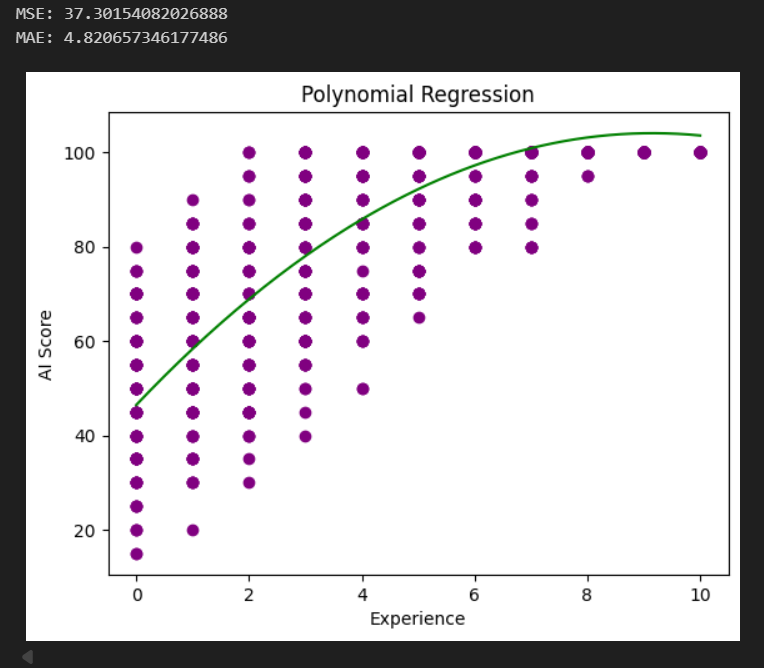 MSE: 37.30154082026888
MAE: 4.820657346177486
Polynomial Regression
100
80
60
40
20
AI Score
0 2 4 6 8 10
Experience